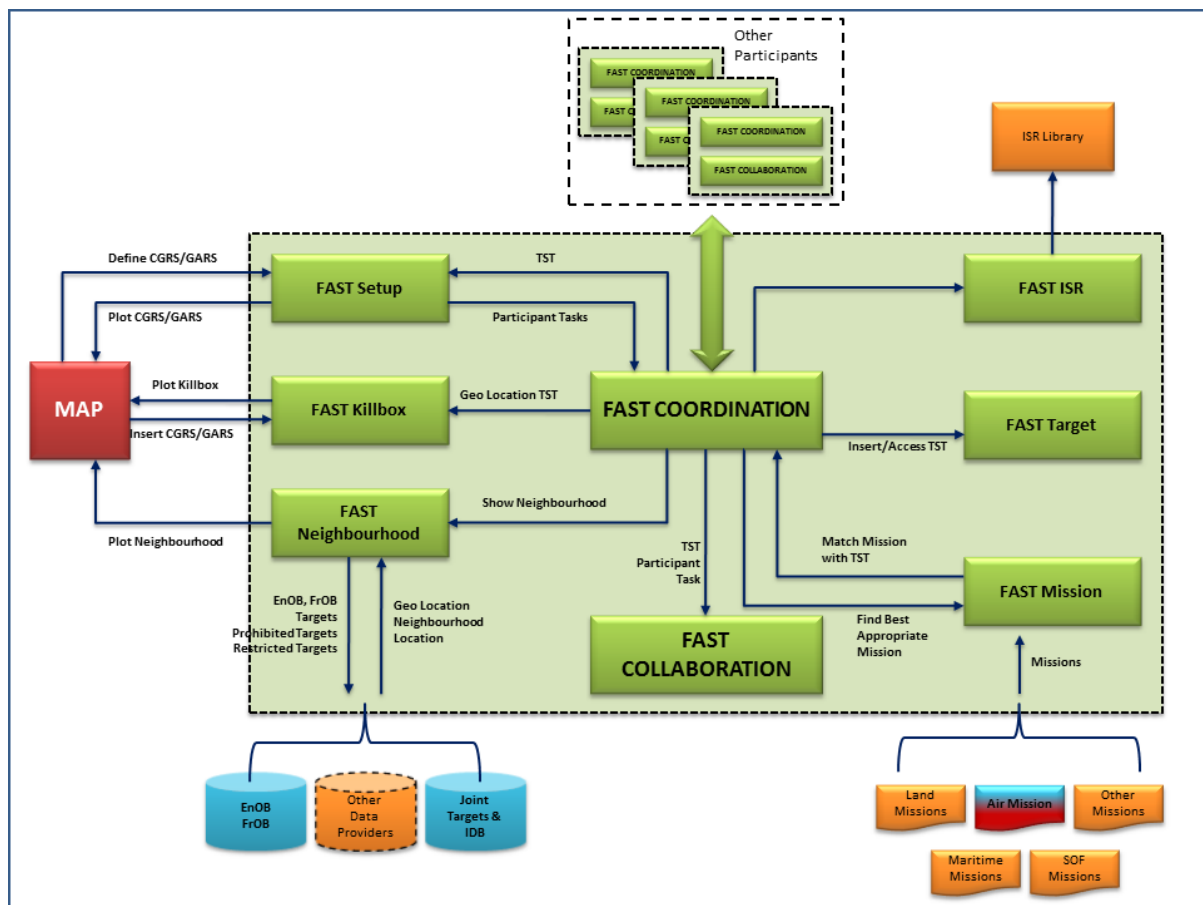 Other
Participants
FAST COORDINATION
FAST C
FAST COORDINATION
FAST C
FAST COORDINATION
FAST COLLABORATION
ISR Library
Define CGRS/GARS
FAST Setup
TST
FAST ISR
Plot CGRS/GARS
Participant Tasks
MAP
Plot Killbox
FAST Killbox
Geo Location TST
FAST COORDINATION
FAST Target
Insert CGRS/GARS
Insert/Access TST
FAST
Neighbourhood
Show Neighbourhood
Plot Neighbourhood
TST
Participant
Task
Match Mission
with TST
FAST Mission
EnOB, FrOB
Targets
Prohibited Targets
Restricted Targets
Geo Location
Neighbourhood
Location
FAST
COLLABORATION
Find Best
Appropriate
Mission
Missions
EnOB
FrOB
Other
Data
Providers
Joint
Targets &
IDB
Land
Missions
Air Mission
Other
Missions
Maritime
Missions
SOF
Missions